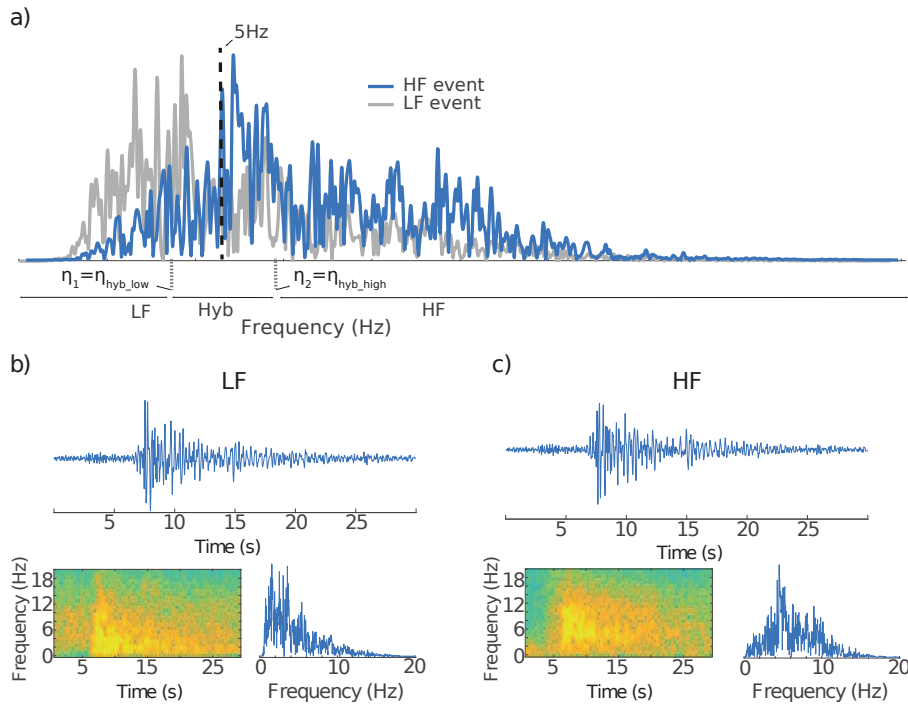 a)
5Hz
HF event
LF event
η1=ηhyb_low
η2=ηhyb_high
LF
Hyb
HF
Frequency (Hz)
b)
LF
5 10 15 20 25
Time (s)
Frequency (Hz)
18
12
6
0
5 15 25
Time (s)
0 10 20
Frequency (Hz)
c)
HF
5 10 15 20 25
Time (s)
Frequency (Hz)
18
12
6
0
5 15 25
Time (s)
0 10 20
Frequency (Hz)